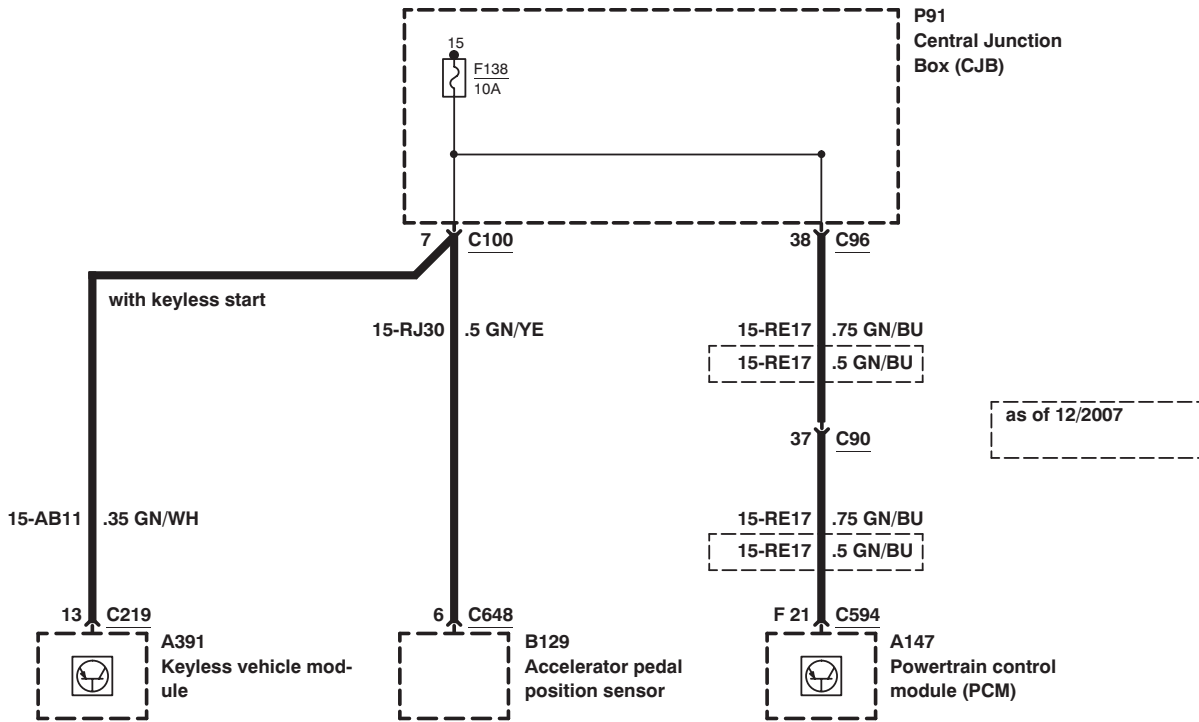 P91
Central Junction
Box (CJB)
15
F138
10A
7 C100
38 C96
with keyless start
15-RJ30 .5 GN/YE
15-RE17 .75 GN/BU
15-RE17 .5 GN/BU
as of 12/2007
37 C90
15-AB11 .35 GN/WH
15-RE17 .75 GN/BU
15-RE17 .5 GN/BU
13 C219
6 C648
F 21 C594
A391
Keyless vehicle mod-
ule
B129
Accelerator pedal
position sensor
A147
Powertrain control
module (PCM)